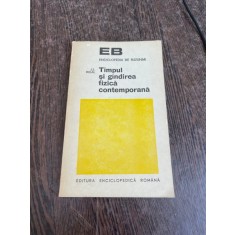 EB
ENCICLOPEDIA DE BUZUNAR
Timpul
și gîndirea
fizică
contemporană
EDITURA ENCICLOPEDICĂ ROMÂNĂ